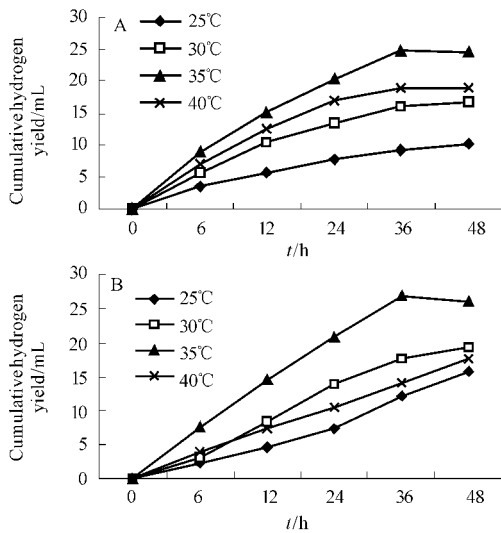 A
Cumulative hydrogen
yield/mL
30
25
20
15
10
5
0
25℃
30℃
35℃
40℃
0 6 12 24 36 48
t/h
B
Cumulative hydrogen
yield/mL
30
25
20
15
10
5
0
25℃
30℃
35℃
40℃
0 6 12 24 36 48
t/h